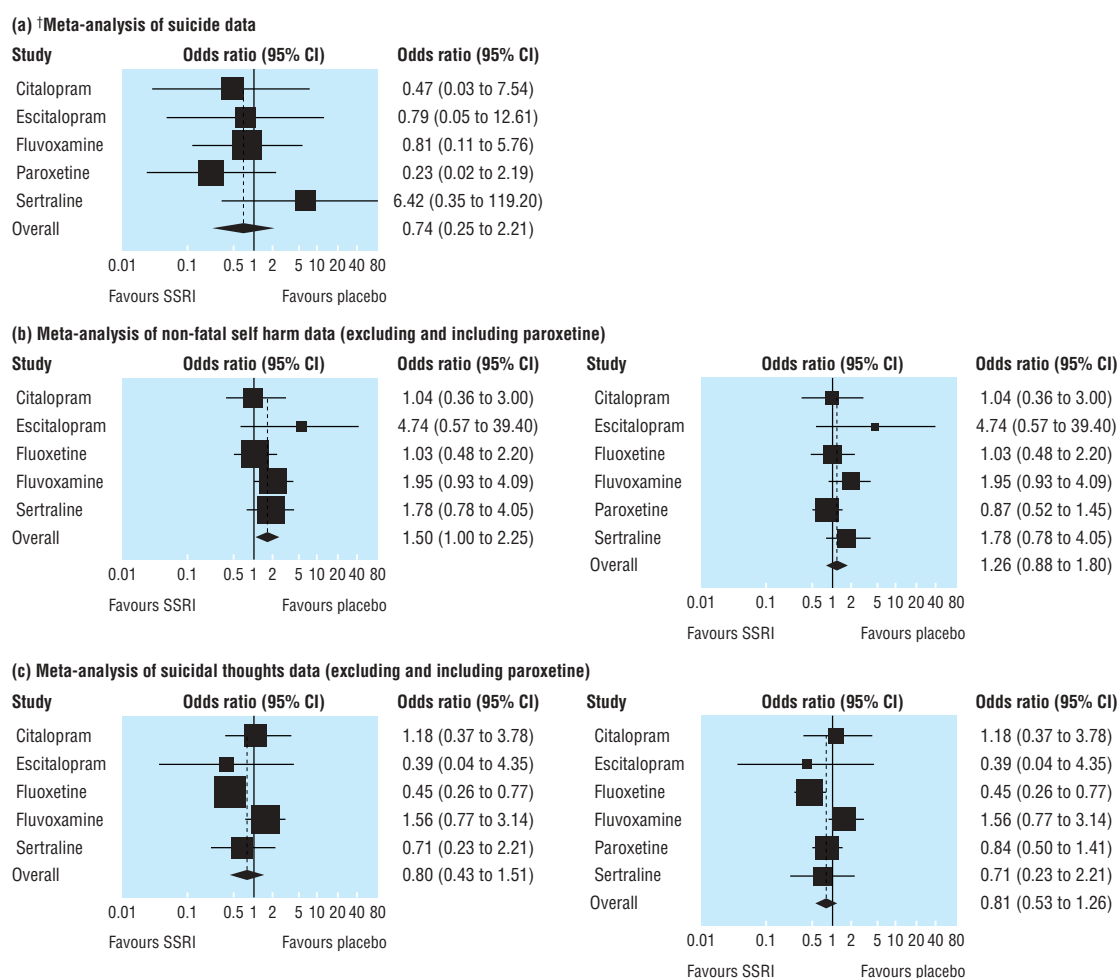 (a) †Meta-analysis of suicide data
Study Odds ratio (95% CI) Odds ratio (95% CI)
Citalopram 0.47 (0.03 to 7.54)
Escitalopram 0.79 (0.05 to 12.61)
Fluvoxamine 0.81 (0.11 to 5.76)
Paroxetine 0.23 (0.02 to 2.19)
Sertraline 6.42 (0.35 to 119.20)
Overall 0.74 (0.25 to 2.21)
0.01 0.1 0.5 1 2 5 10 20 40 80
Favours SSRI Favours placebo
(b) Meta-analysis of non-fatal self harm data (excluding and including paroxetine)
Study Odds ratio (95% CI) Odds ratio (95% CI)
Citalopram 1.04 (0.36 to 3.00)
Escitalopram 4.74 (0.57 to 39.40)
Fluoxetine 1.03 (0.48 to 2.20)
Fluvoxamine 1.95 (0.93 to 4.09)
Sertraline 1.78 (0.78 to 4.05)
Overall 1.50 (1.00 to 2.25)
0.01 0.1 0.5 1 2 5 10 20 40 80
Favours SSRI Favours placebo
Study Odds ratio (95% CI) Odds ratio (95% CI)
Citalopram 1.04 (0.36 to 3.00)
Escitalopram 4.74 (0.57 to 39.40)
Fluoxetine 1.03 (0.48 to 2.20)
Fluvoxamine 1.95 (0.93 to 4.09)
Paroxetine 0.87 (0.52 to 1.45)
Sertraline 1.78 (0.78 to 4.05)
Overall 1.26 (0.88 to 1.80)
0.01 0.1 0.5 1 2 5 10 20 40 80
Favours SSRI Favours placebo
(c) Meta-analysis of suicidal thoughts data (excluding and including paroxetine)
Study Odds ratio (95% CI) Odds ratio (95% CI)
Citalopram 1.18 (0.37 to 3.78)
Escitalopram 0.39 (0.04 to 4.35)
Fluoxetine 0.45 (0.26 to 0.77)
Fluvoxamine 1.56 (0.77 to 3.14)
Sertraline 0.71 (0.23 to 2.21)
Overall 0.80 (0.43 to 1.51)
0.01 0.1 0.5 1 2 5 10 20 40 80
Favours SSRI Favours placebo
Study Odds ratio (95% CI) Odds ratio (95% CI)
Citalopram 1.18 (0.37 to 3.78)
Escitalopram 0.39 (0.04 to 4.35)
Fluoxetine 0.45 (0.26 to 0.77)
Fluvoxamine 1.56 (0.77 to 3.14)
Paroxetine 0.84 (0.50 to 1.41)
Sertraline 0.71 (0.23 to 2.21)
Overall 0.81 (0.53 to 1.26)
0.01 0.1 0.5 1 2 5 10 20 40 80
Favours SSRI Favours placebo